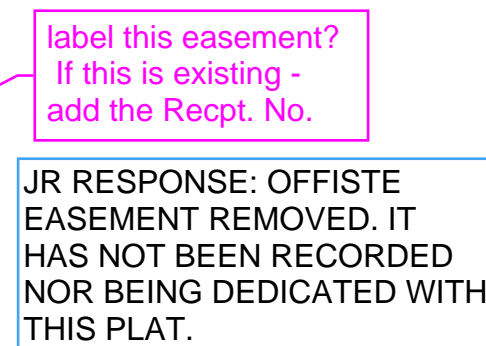 label this easement?
If this is existing -
add the Recpt. No.
JR RESPONSE: OFFISTE
EASEMENT REMOVED. IT
HAS NOT BEEN RECORDED
NOR BEING DEDICATED WITH
THIS PLAT.